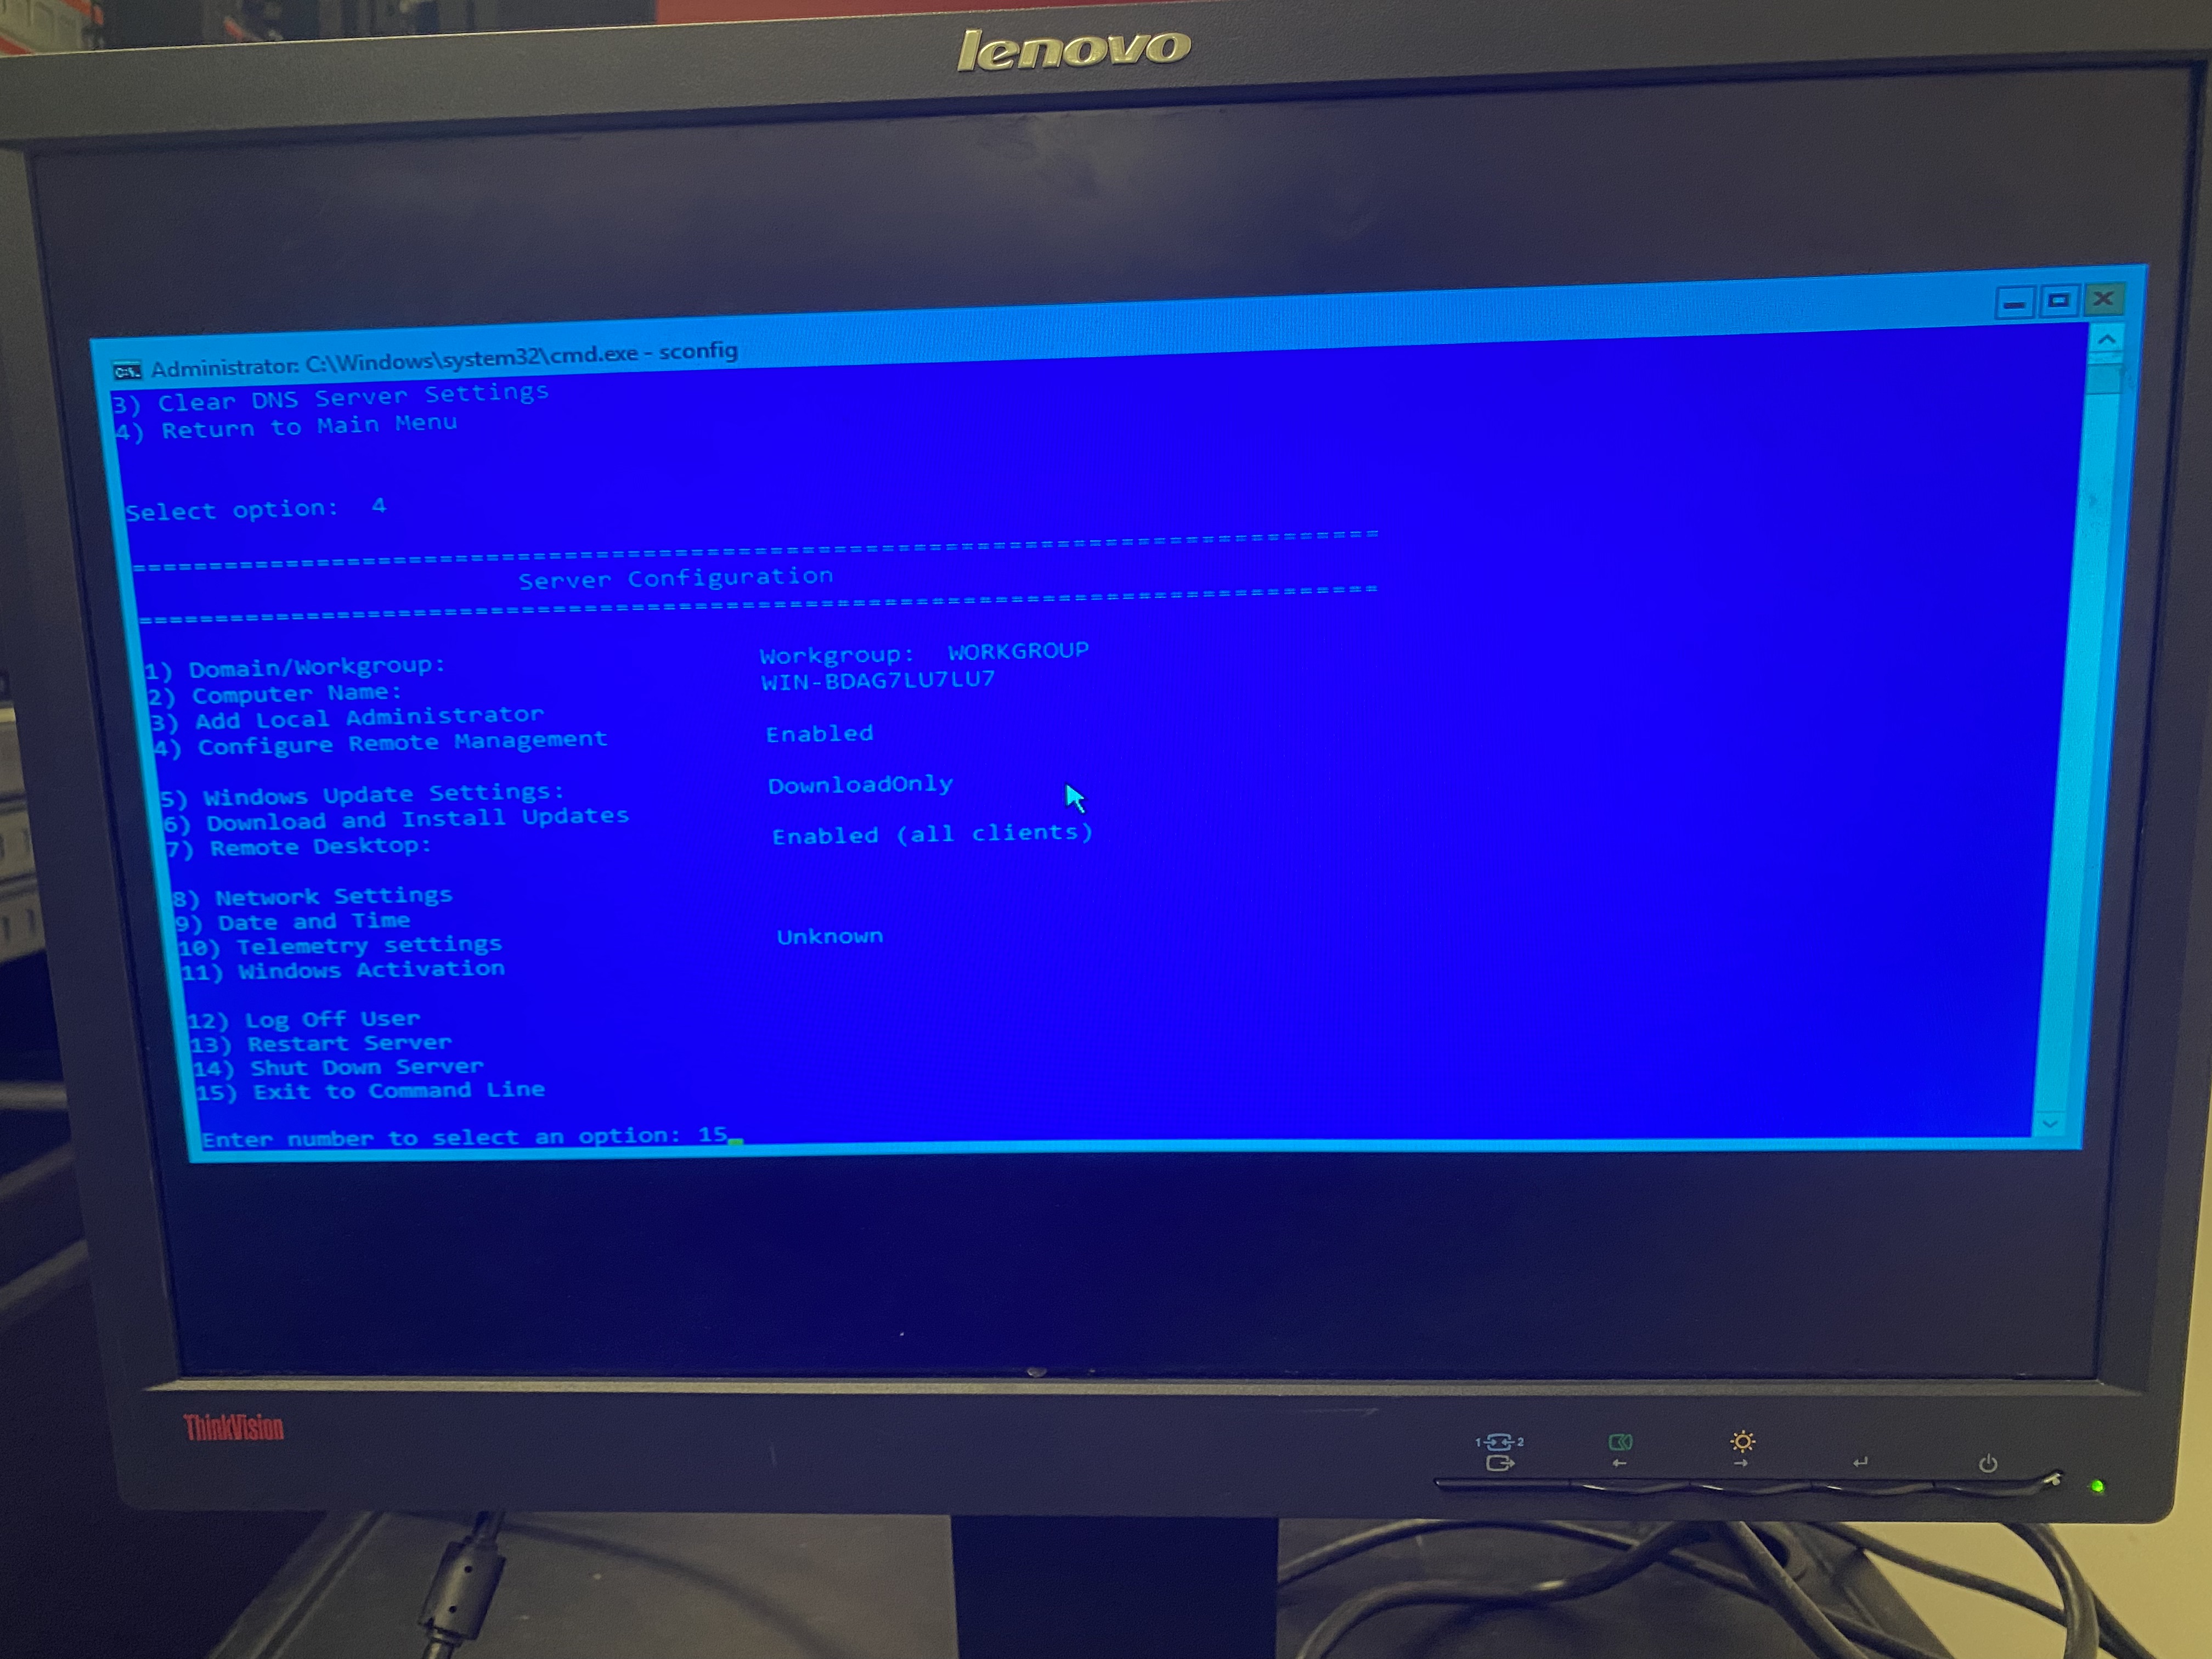 lenovo
Administrator: C:\Windows\system32\cmd.exe - sconfig
3) Clear DNS Server Settings
4) Return to Main Menu
Select option: 4
===============================================================================
Server Configuration
===============================================================================
1) Domain/Workgroup: Workgroup: WORKGROUP
2) Computer Name: WIN-BDAG7LU7LU7
3) Add Local Administrator
4) Configure Remote Management Enabled
5) Windows Update Settings: DownloadOnly
6) Download and Install Updates
7) Remote Desktop: Enabled (all clients)
8) Network Settings
9) Date and Time
10) Telemetry settings Unknown
11) Windows Activation
12) Log Off User
13) Restart Server
14) Shut Down Server
15) Exit to Command Line
Enter number to select an option: 15
ThinkVision
1 2